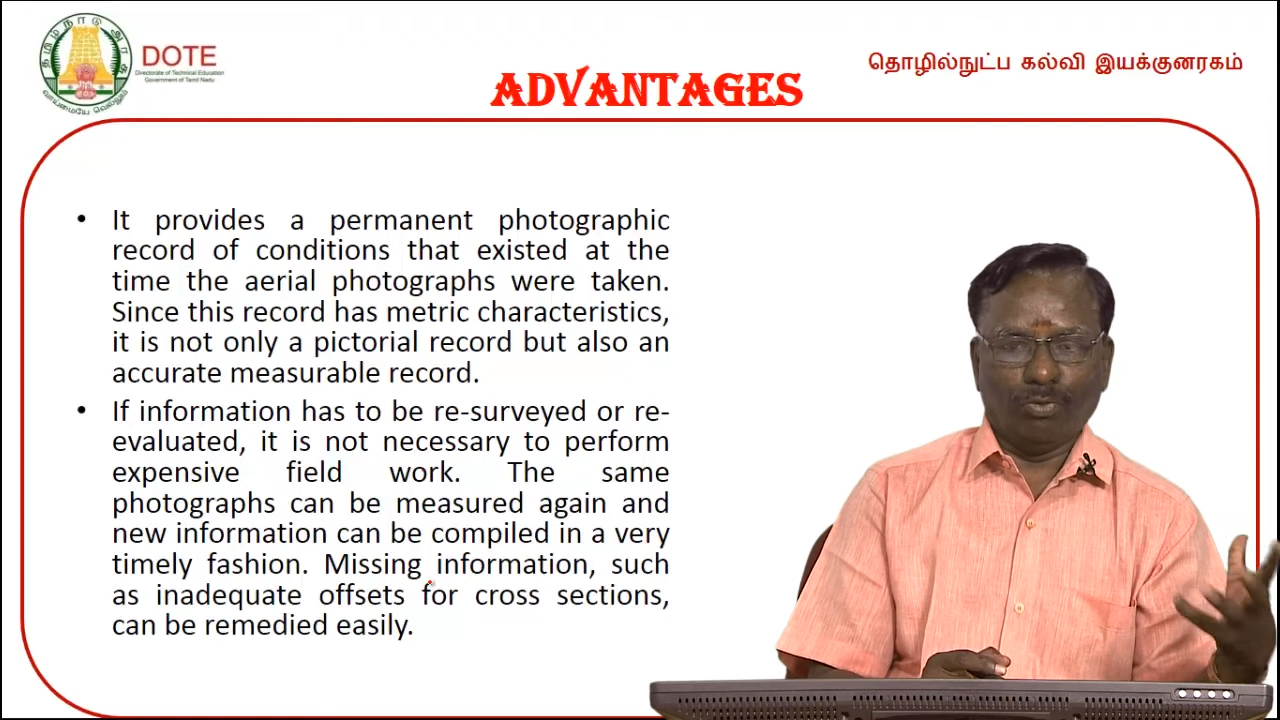 தமிழ்நாடு அரசு
வாய்மையே வெல்லும்
DOTE
Directorate of Technical Education
Government of Tamil Nadu
தொழில்நுட்ப கல்வி இயக்குனரகம்
ADVANTAGES
• It provides a permanent photographic
record of conditions that existed at the
time the aerial photographs were taken.
Since this record has metric characteristics,
it is not only a pictorial record but also an
accurate measurable record.
• If information has to be re-surveyed or re-
evaluated, it is not necessary to perform
expensive field work. The same
photographs can be measured again and
new information can be compiled in a very
timely fashion. Missing information, such
as inadequate offsets for cross sections,
can be remedied easily.